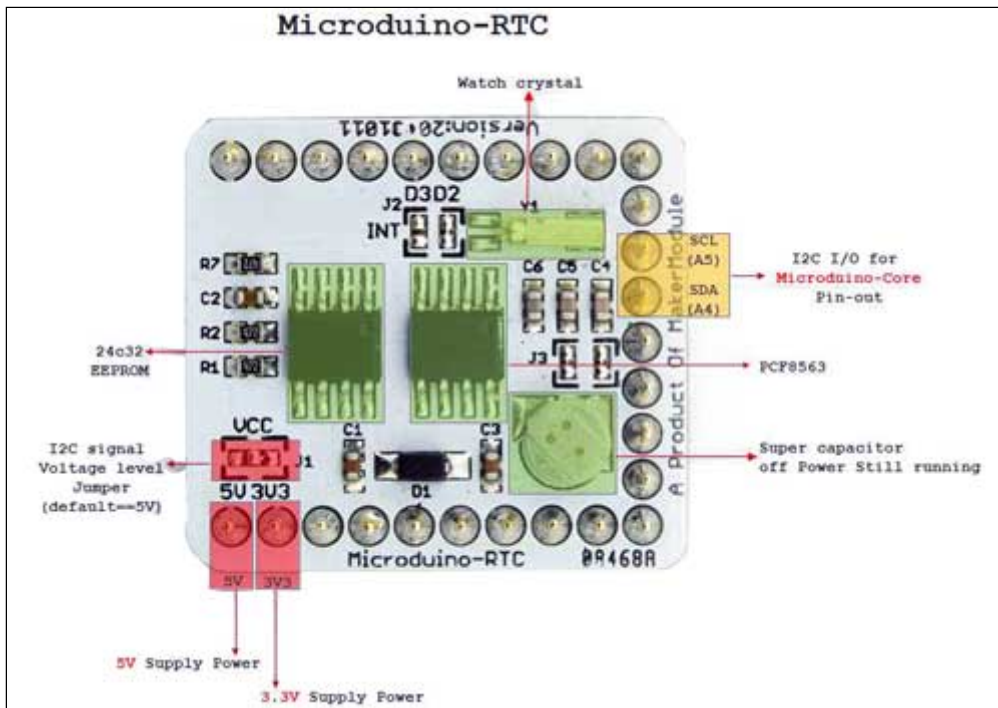 Microduino-RTC
Watch crystal
Version:20131011
D3D2
J2
INT
Y1
R7
C2
R2
R1
C6 C5 C4
SCL
(A5)
SDA
(A4)
I2C I/O for
Microduino-Core
Pin-out
24c32
EEPROM
J3
PCF8563
A Product Of MakerModule
VCC
J1
C1
C3
D1
I2C signal
Voltage level
Jumper
(default==5V)
Super capacitor
off Power Still running
5V 3V3
Microduino-RTC
0A468A
5V
3V3
5V Supply Power
3.3V Supply Power